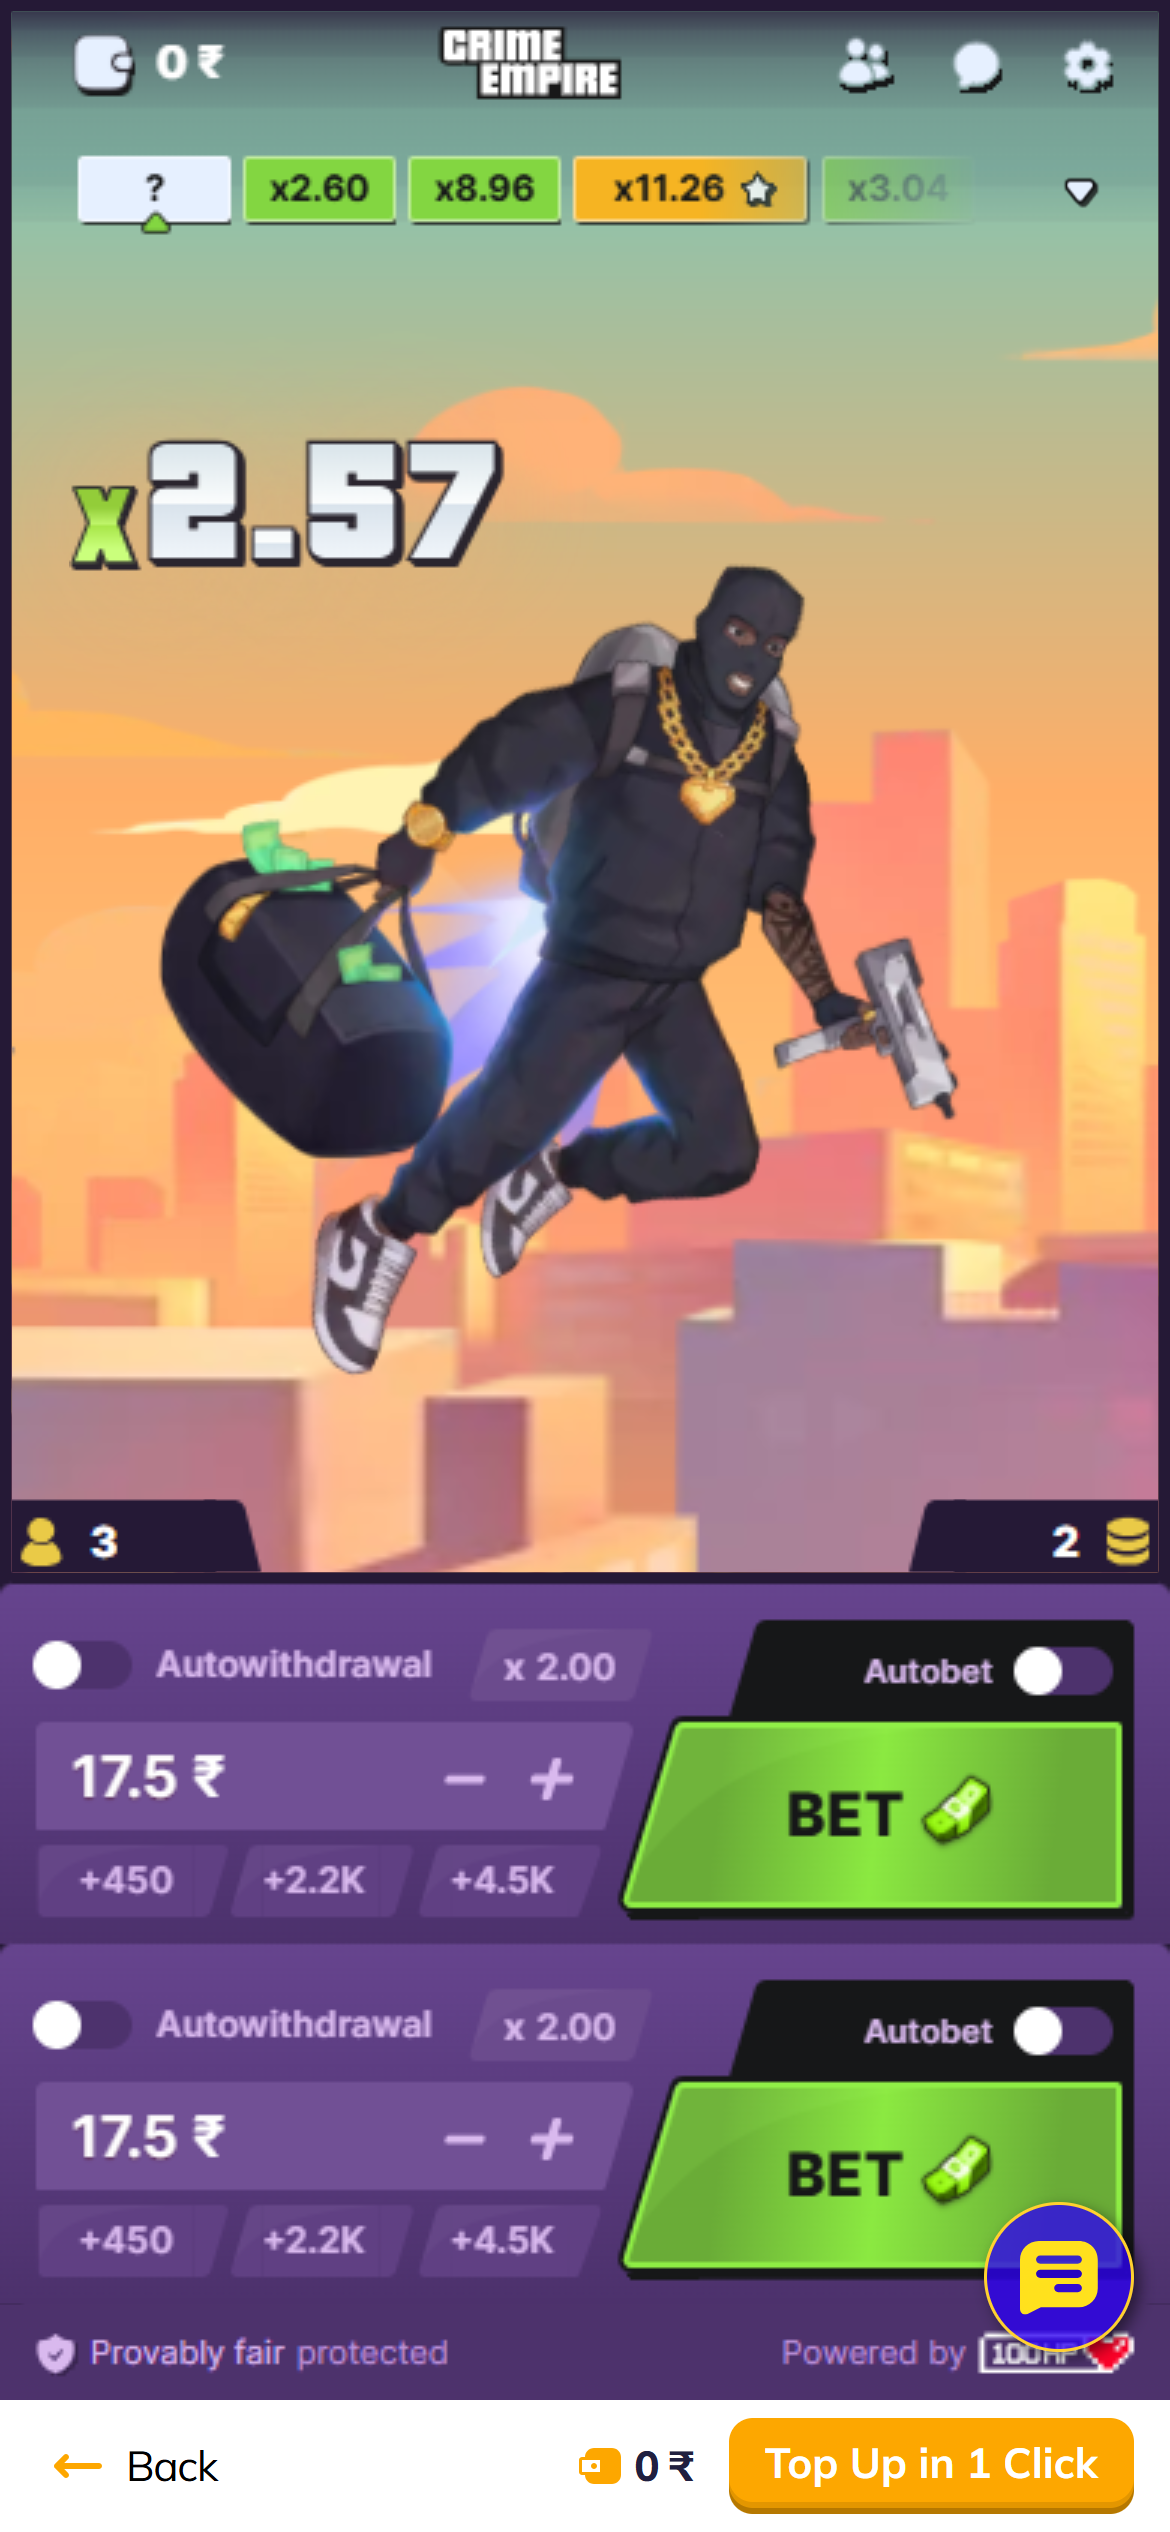 0 ₹
CRIME
EMPIRE
?
x2.60
x8.96
x11.26
x3.04
x2.57
3
2
Autowithdrawal
x 2.00
Autobet
17.5 ₹
− +
BET
+450
+2.2K
+4.5K
Autowithdrawal
x 2.00
Autobet
17.5 ₹
− +
BET
+450
+2.2K
+4.5K
Provably fair protected
Powered by
Back
0 ₹
Top Up in 1 Click